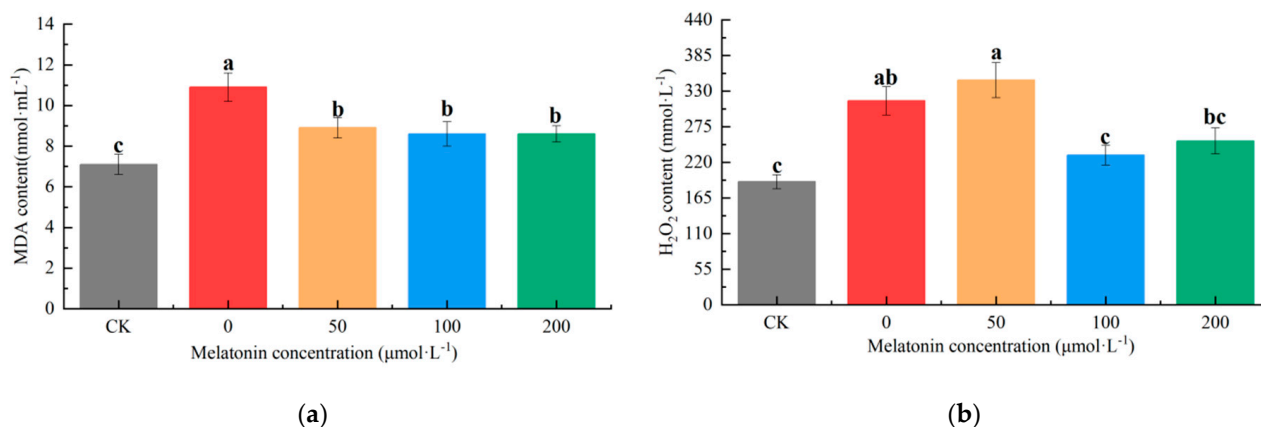 14
12
10
8
6
4
2
0
MDA content(nmol·mL⁻¹)
c
a
b
b
b
CK
0
50
100
200
Melatonin concentration (μmol·L⁻¹)
(a)
440
385
330
275
220
165
110
55
0
H₂O₂ content (mmol·L⁻¹)
c
ab
a
c
bc
CK
0
50
100
200
Melatonin concentration (μmol·L⁻¹)
(b)